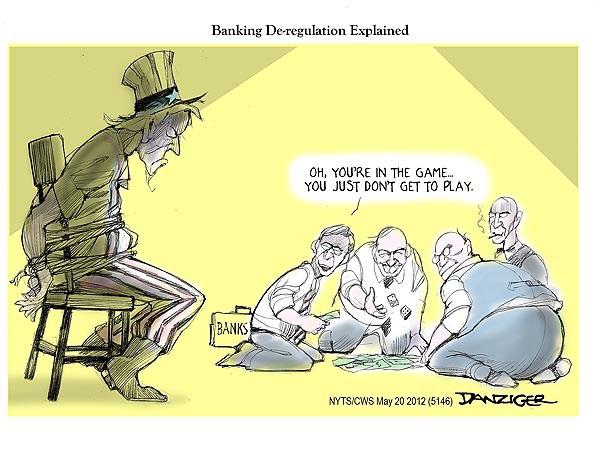 Banking De-regulation Explained
OH, YOU'RE IN THE GAME...
YOU JUST DON'T GET TO PLAY.
BANKS
NYTS/CWS May 20 2012 (5146) DANZIGER